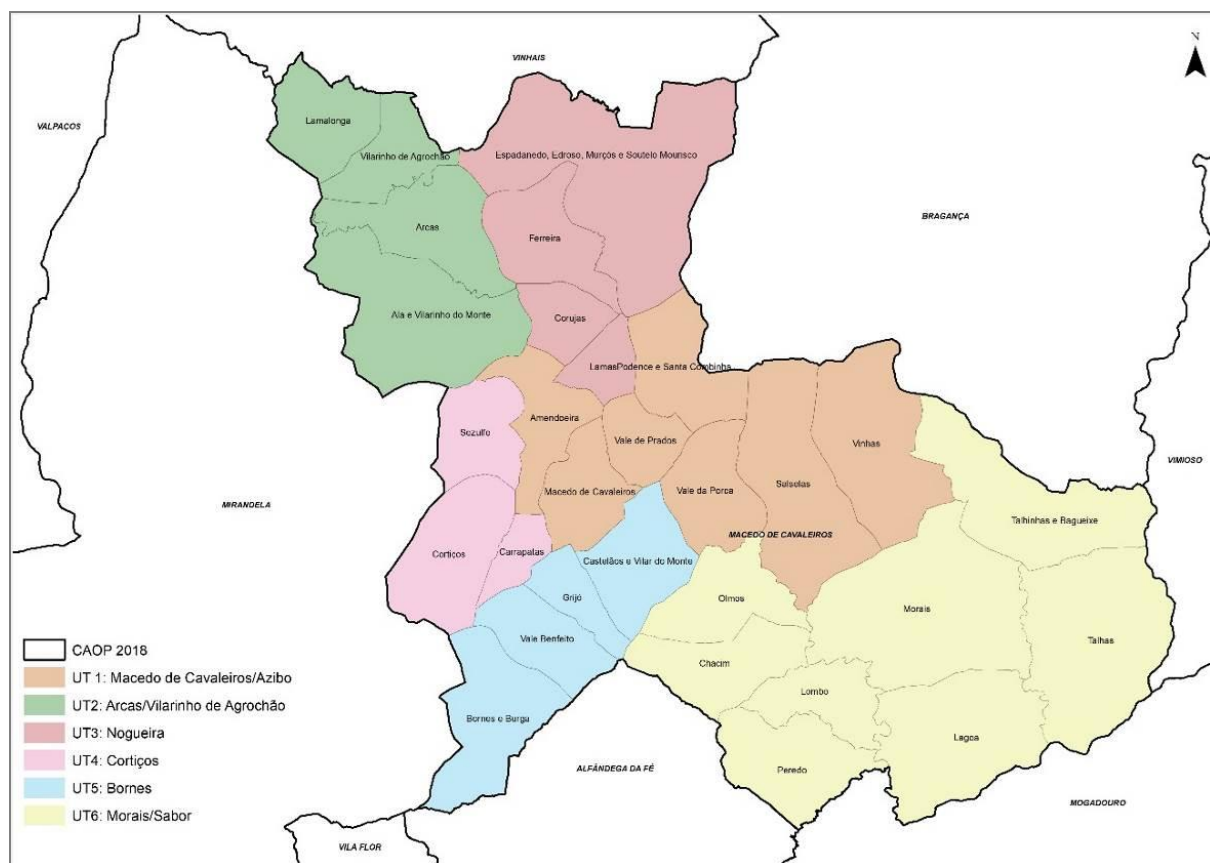 N
VINHAIS
VALPAÇOS
Lamalonga
Vilarinho de Agrochão
Espadanedo, Edroso, Murçós e Soutelo Mourisco
BRAGANÇA
Arcas
Ferreira
Ala e Vilarinho do Monte
Corujas
Lamas
Podence e Santa Combinha
Amendoeira
Sezulfe
Vale de Prados
Vinhas
VIMIOSO
Macedo de Cavaleiros
Vale da Porca
Salselas
MIRANDELA
Talhinhas e Bagueixe
MACEDO DE CAVALEIROS
Cortiços
Carrapatas
Castelãos e Vilar do Monte
Grijó
Olmos
Morais
Talhas
Vale Benfeito
Chacim
Lombo
Bornes e Burga
Lagoa
Peredo
ALFÂNDEGA DA FÉ
MOGADOURO
VILA FLOR
CAOP 2018
UT 1: Macedo de Cavaleiros/Azibo
UT2: Arcas/Vilarinho de Agrochão
UT3: Nogueira
UT4: Cortiços
UT5: Bornes
UT6: Morais/Sabor